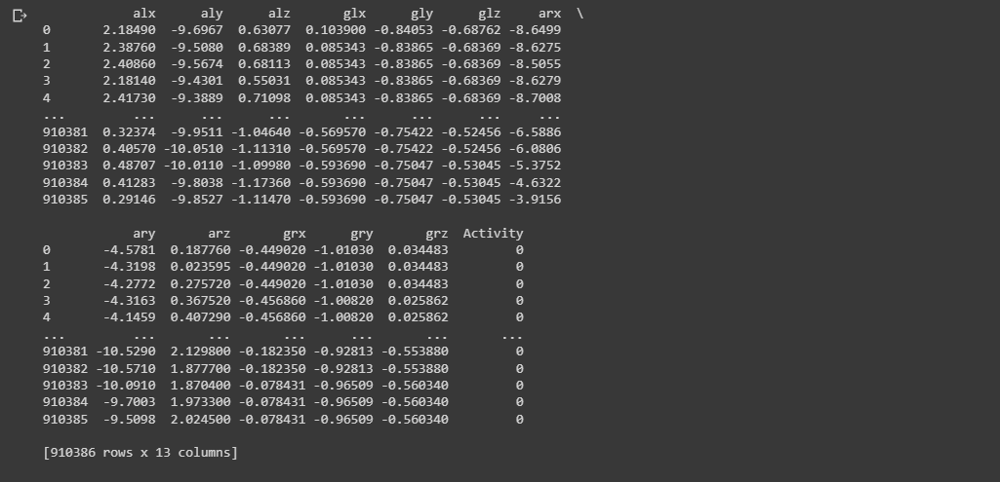 alx aly alz glx gly glz arx \
0 2.18490 -9.6967 0.63077 0.103900 -0.84053 -0.68762 -8.6499
1 2.38760 -9.5080 0.68389 0.085343 -0.83865 -0.68369 -8.6275
2 2.40860 -9.5674 0.68113 0.085343 -0.83865 -0.68369 -8.5055
3 2.18140 -9.4301 0.55031 0.085343 -0.83865 -0.68369 -8.6279
4 2.41730 -9.3889 0.71098 0.085343 -0.83865 -0.68369 -8.7008
... ... ... ... ... ... ... ...
910381 0.32374 -9.9511 -1.04640 -0.569570 -0.75422 -0.52456 -6.5886
910382 0.40570 -10.0510 -1.11310 -0.569570 -0.75422 -0.52456 -6.0806
910383 0.48707 -10.0110 -1.09980 -0.593690 -0.75047 -0.53045 -5.3752
910384 0.41283 -9.8038 -1.17360 -0.593690 -0.75047 -0.53045 -4.6322
910385 0.29146 -9.8527 -1.11470 -0.593690 -0.75047 -0.53045 -3.9156
ary arz grx gry grz Activity
0 -4.5781 0.187760 -0.449020 -1.01030 0.034483 0
1 -4.3198 0.023595 -0.449020 -1.01030 0.034483 0
2 -4.2772 0.275720 -0.449020 -1.01030 0.034483 0
3 -4.3163 0.367520 -0.456860 -1.00820 0.025862 0
4 -4.1459 0.407290 -0.456860 -1.00820 0.025862 0
... ... ... ... ... ... ...
910381 -10.5290 2.129800 -0.182350 -0.92813 -0.553880 0
910382 -10.5710 1.877700 -0.182350 -0.92813 -0.553880 0
910383 -10.0910 1.870400 -0.078431 -0.96509 -0.560340 0
910384 -9.7003 1.973300 -0.078431 -0.96509 -0.560340 0
910385 -9.5098 2.024500 -0.078431 -0.96509 -0.560340 0
[910386 rows x 13 columns]